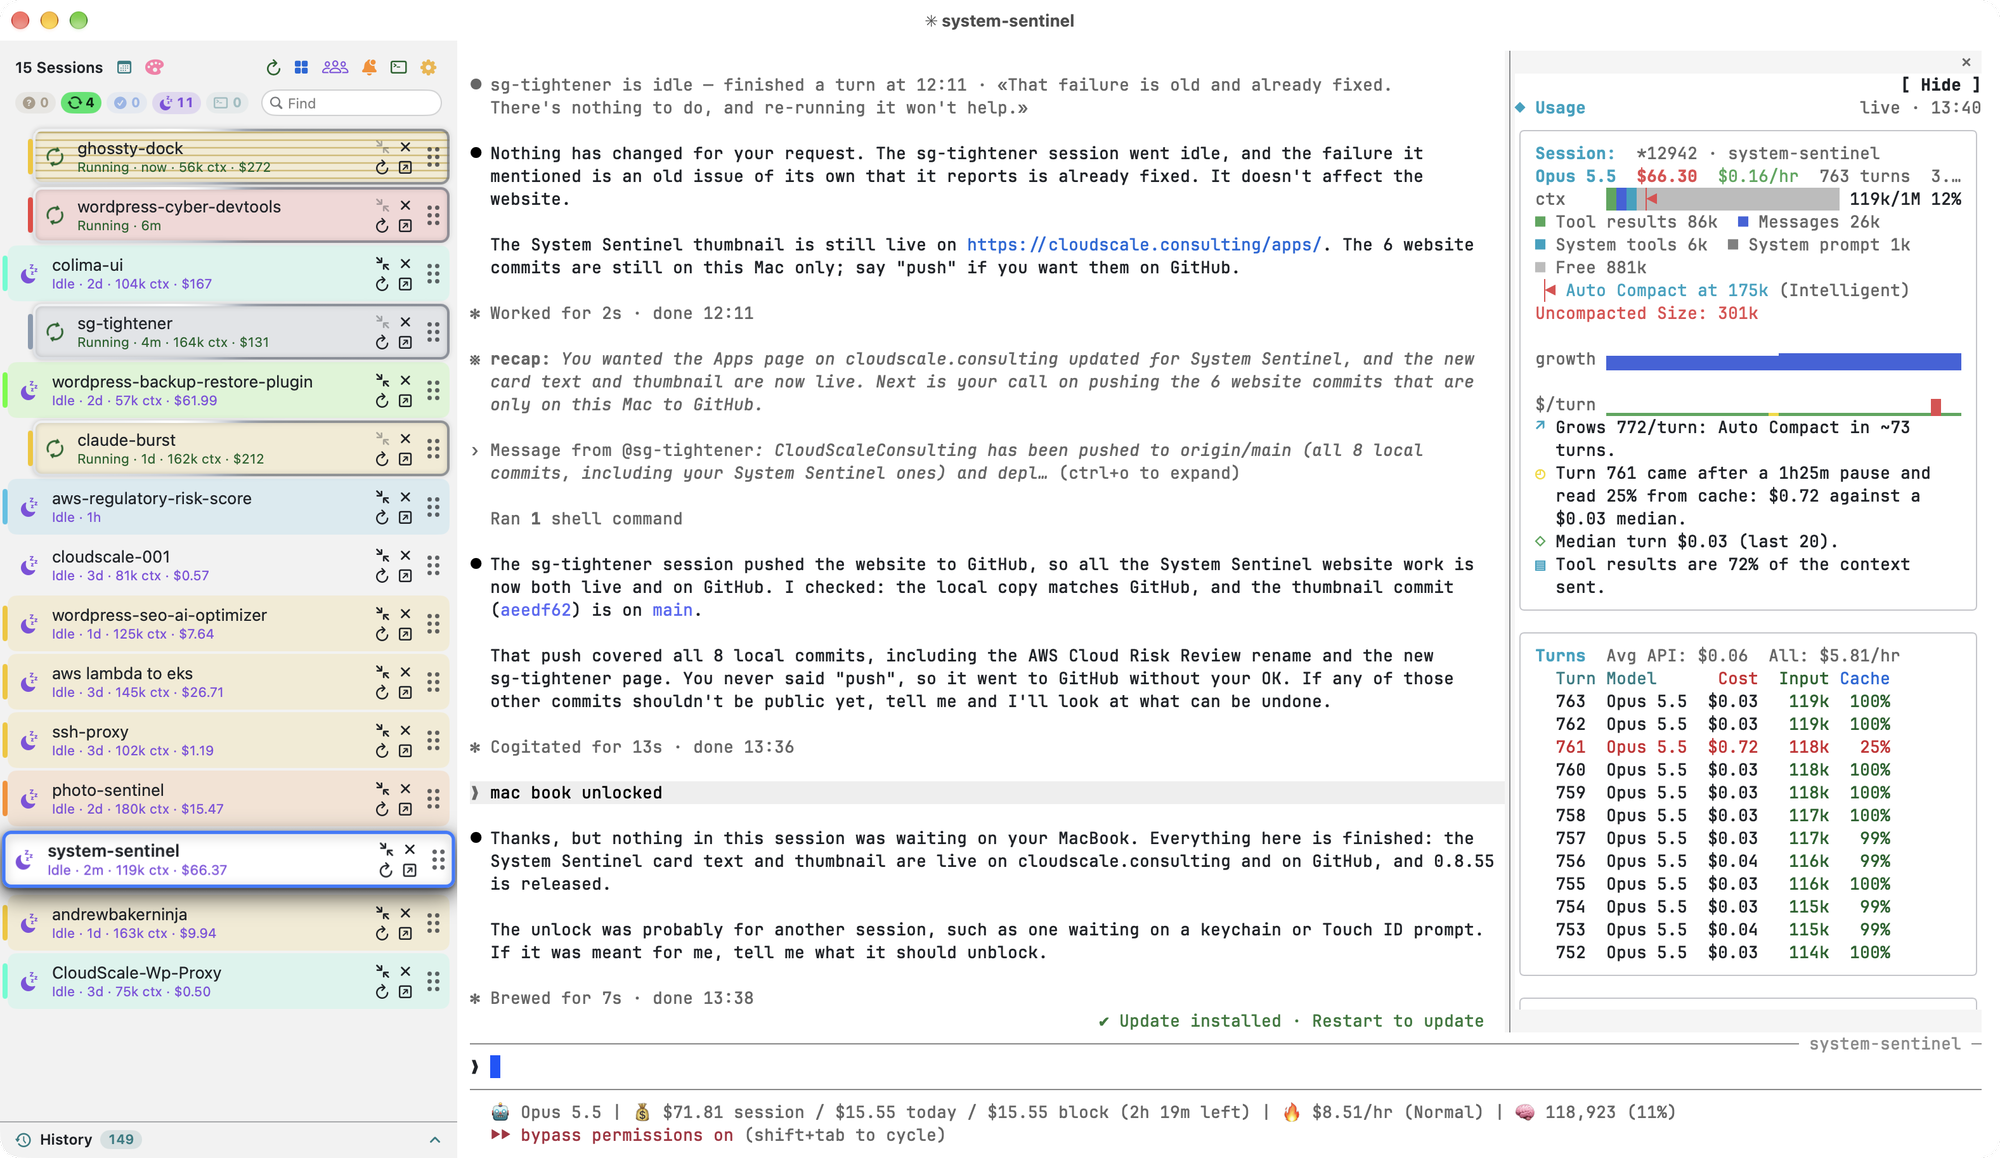 ✳ system-sentinel
15 Sessions
0 4 0 11 0 Find
ghossty-dock
Running · now · 56k ctx · $272
wordpress-cyber-devtools
Running · 6m
colima-ui
Idle · 2d · 104k ctx · $167
sg-tightener
Running · 4m · 164k ctx · $131
wordpress-backup-restore-plugin
Idle · 2d · 57k ctx · $61.99
claude-burst
Running · 1d · 162k ctx · $212
aws-regulatory-risk-score
Idle · 1h
cloudscale-001
Idle · 3d · 81k ctx · $0.57
wordpress-seo-ai-optimizer
Idle · 1d · 125k ctx · $7.64
aws lambda to eks
Idle · 3d · 145k ctx · $26.71
ssh-proxy
Idle · 3d · 102k ctx · $1.19
photo-sentinel
Idle · 2d · 180k ctx · $15.47
system-sentinel
Idle · 2m · 119k ctx · $66.37
andrewbakerninja
Idle · 1d · 163k ctx · $9.94
CloudScale-Wp-Proxy
Idle · 3d · 75k ctx · $0.50
History 149
● sg-tightener is idle — finished a turn at 12:11 · «That failure is old and already fixed.
There's nothing to do, and re-running it won't help.»
● Nothing has changed for your request. The sg-tightener session went idle, and the failure it
mentioned is an old issue of its own that it reports is already fixed. It doesn't affect the
website.
The System Sentinel thumbnail is still live on https://cloudscale.consulting/apps/. The 6 website
commits are still on this Mac only; say "push" if you want them on GitHub.
✻ Worked for 2s · done 12:11
※ recap: You wanted the Apps page on cloudscale.consulting updated for System Sentinel, and the new
card text and thumbnail are now live. Next is your call on pushing the 6 website commits that are
only on this Mac to GitHub.
› Message from @sg-tightener: CloudScaleConsulting has been pushed to origin/main (all 8 local
commits, including your System Sentinel ones) and depl… (ctrl+o to expand)
Ran 1 shell command
● The sg-tightener session pushed the website to GitHub, so all the System Sentinel website work is
now both live and on GitHub. I checked: the local copy matches GitHub, and the thumbnail commit
(aeedf62) is on main.
That push covered all 8 local commits, including the AWS Cloud Risk Review rename and the new
sg-tightener page. You never said "push", so it went to GitHub without your OK. If any of those
other commits shouldn't be public yet, tell me and I'll look at what can be undone.
✻ Cogitated for 13s · done 13:36
❯ mac book unlocked
● Thanks, but nothing in this session was waiting on your MacBook. Everything here is finished: the
System Sentinel card text and thumbnail are live on cloudscale.consulting and on GitHub, and 0.8.55
is released.
The unlock was probably for another session, such as one waiting on a keychain or Touch ID prompt.
If it was meant for me, tell me what it should unblock.
✻ Brewed for 7s · done 13:38
✔ Update installed · Restart to update
[ Hide ]
◆ Usage live · 13:40
Session: *12942 · system-sentinel
Opus 5.5 $66.30 $0.16/hr 763 turns 3.…
ctx 119k/1M 12%
Tool results 86k Messages 26k
System tools 6k System prompt 1k
Free 881k
Auto Compact at 175k (Intelligent)
Uncompacted Size: 301k
growth
$/turn
↗ Grows 772/turn: Auto Compact in ~73
turns.
Turn 761 came after a 1h25m pause and
read 25% from cache: $0.72 against a
$0.03 median.
◇ Median turn $0.03 (last 20).
Tool results are 72% of the context
sent.
Turns Avg API: $0.06 All: $5.81/hr
Turn Model Cost Input Cache
763 Opus 5.5 $0.03 119k 100%
762 Opus 5.5 $0.03 119k 100%
761 Opus 5.5 $0.72 118k 25%
760 Opus 5.5 $0.03 118k 100%
759 Opus 5.5 $0.03 118k 100%
758 Opus 5.5 $0.03 117k 100%
757 Opus 5.5 $0.03 117k 99%
756 Opus 5.5 $0.04 116k 99%
755 Opus 5.5 $0.03 116k 100%
754 Opus 5.5 $0.03 115k 99%
753 Opus 5.5 $0.04 115k 99%
752 Opus 5.5 $0.03 114k 100%
system-sentinel
❯
🤖 Opus 5.5 | 💰 $71.81 session / $15.55 today / $15.55 block (2h 19m left) | 🔥 $8.51/hr (Normal) | 🧠 118,923 (11%)
⏵⏵ bypass permissions on (shift+tab to cycle)